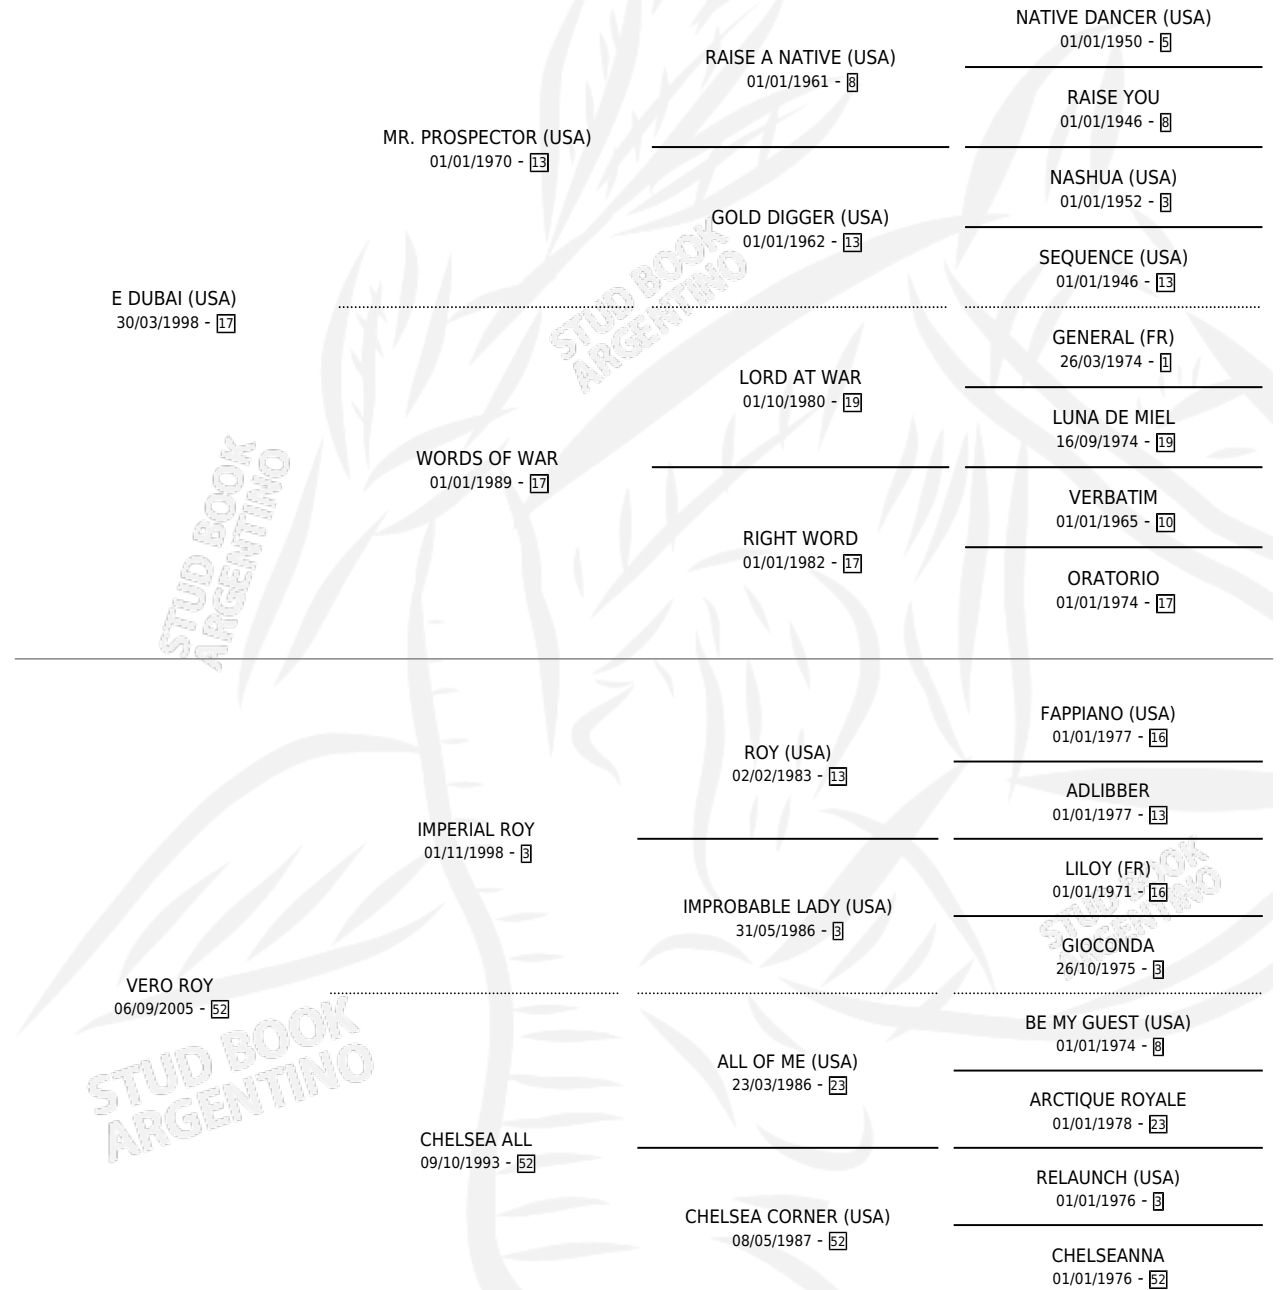 NATIVE DANCER (USA)
01/01/1950 - 5
RAISE A NATIVE (USA)
01/01/1961 - 8
RAISE YOU
01/01/1946 - 8
MR. PROSPECTOR (USA)
01/01/1970 - 13
NASHUA (USA)
01/01/1952 - 3
GOLD DIGGER (USA)
01/01/1962 - 13
SEQUENCE (USA)
01/01/1946 - 13
E DUBAI (USA)
30/03/1998 - 17
GENERAL (FR)
26/03/1974 - 1
LORD AT WAR
01/10/1980 - 19
LUNA DE MIEL
16/09/1974 - 19
WORDS OF WAR
01/01/1989 - 17
VERBATIM
01/01/1965 - 10
RIGHT WORD
01/01/1982 - 17
ORATORIO
01/01/1974 - 17
FAPPIANO (USA)
01/01/1977 - 16
ROY (USA)
02/02/1983 - 13
ADLIBBER
01/01/1977 - 13
IMPERIAL ROY
01/11/1998 - 3
LILOY (FR)
01/01/1971 - 16
IMPROBABLE LADY (USA)
31/05/1986 - 3
GIOCONDA
26/10/1975 - 3
VERO ROY
06/09/2005 - 52
BE MY GUEST (USA)
01/01/1974 - 8
ALL OF ME (USA)
23/03/1986 - 23
ARCTIQUE ROYALE
01/01/1978 - 23
CHELSEA ALL
09/10/1993 - 52
RELAUNCH (USA)
01/01/1976 - 3
CHELSEA CORNER (USA)
08/05/1987 - 52
CHELSEANNA
01/01/1976 - 52
STUD BOOK
ARGENTINO
STUD BOOK
ARGENTINO
STUD BOOK
ARGENTINO
STUD BOOK
ARGENTINO